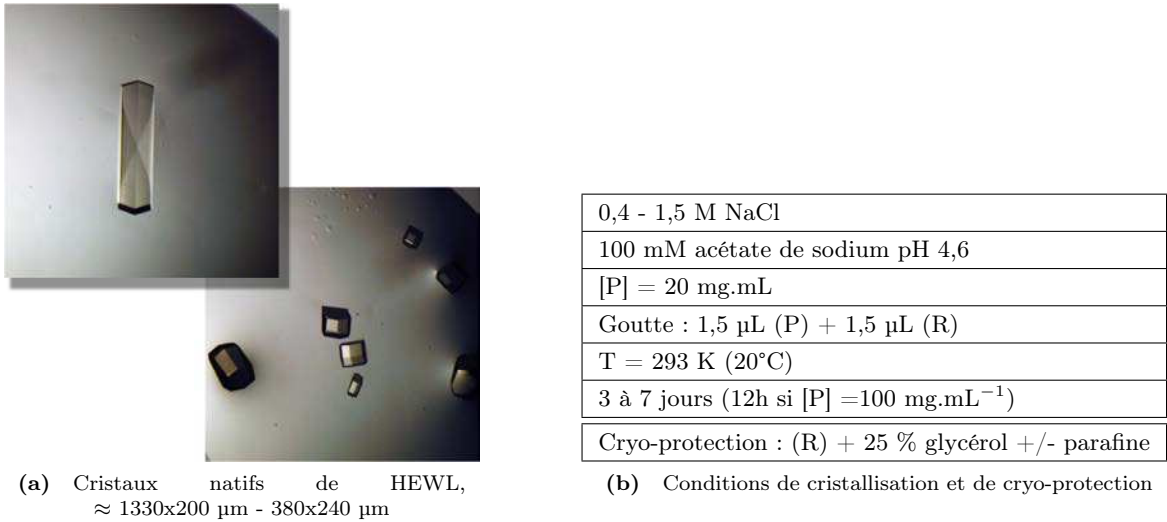 0,4 - 1,5 M NaCl
100 mM acétate de sodium pH 4,6
[P] = 20 mg.mL
Goutte : 1,5 µL (P) + 1,5 µL (R)
T = 293 K (20°C)
3 à 7 jours (12h si [P] =100 mg.mL⁻¹)
Cryo-protection : (R) + 25 % glycérol +/- parafine
(a) Cristaux natifs de HEWL,
≈ 1330x200 µm - 380x240 µm
(b) Conditions de cristallisation et de cryo-protection